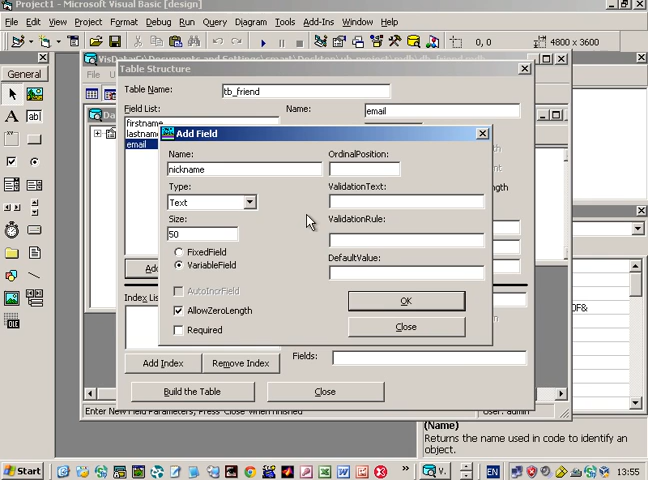 Project1 - Microsoft Visual Basic [design]
File Edit View Project Format Debug Run Query Diagram Tools Add-Ins Window Help
0, 0 4800 x 3600
General
Table Structure
Table Name: tb_friend
Field List: Name: email
firstname
lastname
email
Add Field
Name: OrdinalPosition:
nickname
Type: ValidationText:
Text
Size: ValidationRule:
50
FixedField
VariableField DefaultValue:
AutoIncrField
AllowZeroLength OK
Required Close
Fields:
Add Index Remove Index
Build the Table Close
Enter New Field Parameters, Press 'Close' when finished User: admin
(Name)
Returns the name used in code to identify an
object.
Start V. EN 13:55